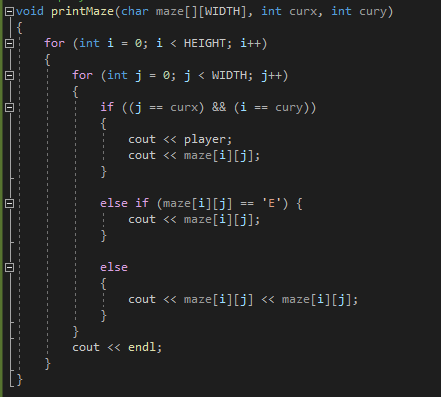 void printMaze(char maze[][WIDTH], int curx, int cury)
{
    for (int i = 0; i < HEIGHT; i++)
    {
        for (int j = 0; j < WIDTH; j++)
        {
            if ((j == curx) && (i == cury))
            {
                cout << player;
                cout << maze[i][j];
            }

            else if (maze[i][j] == 'E') {
                cout << maze[i][j];
            }

            else
            {
                cout << maze[i][j] << maze[i][j];
            }
        }
        cout << endl;
    }
}